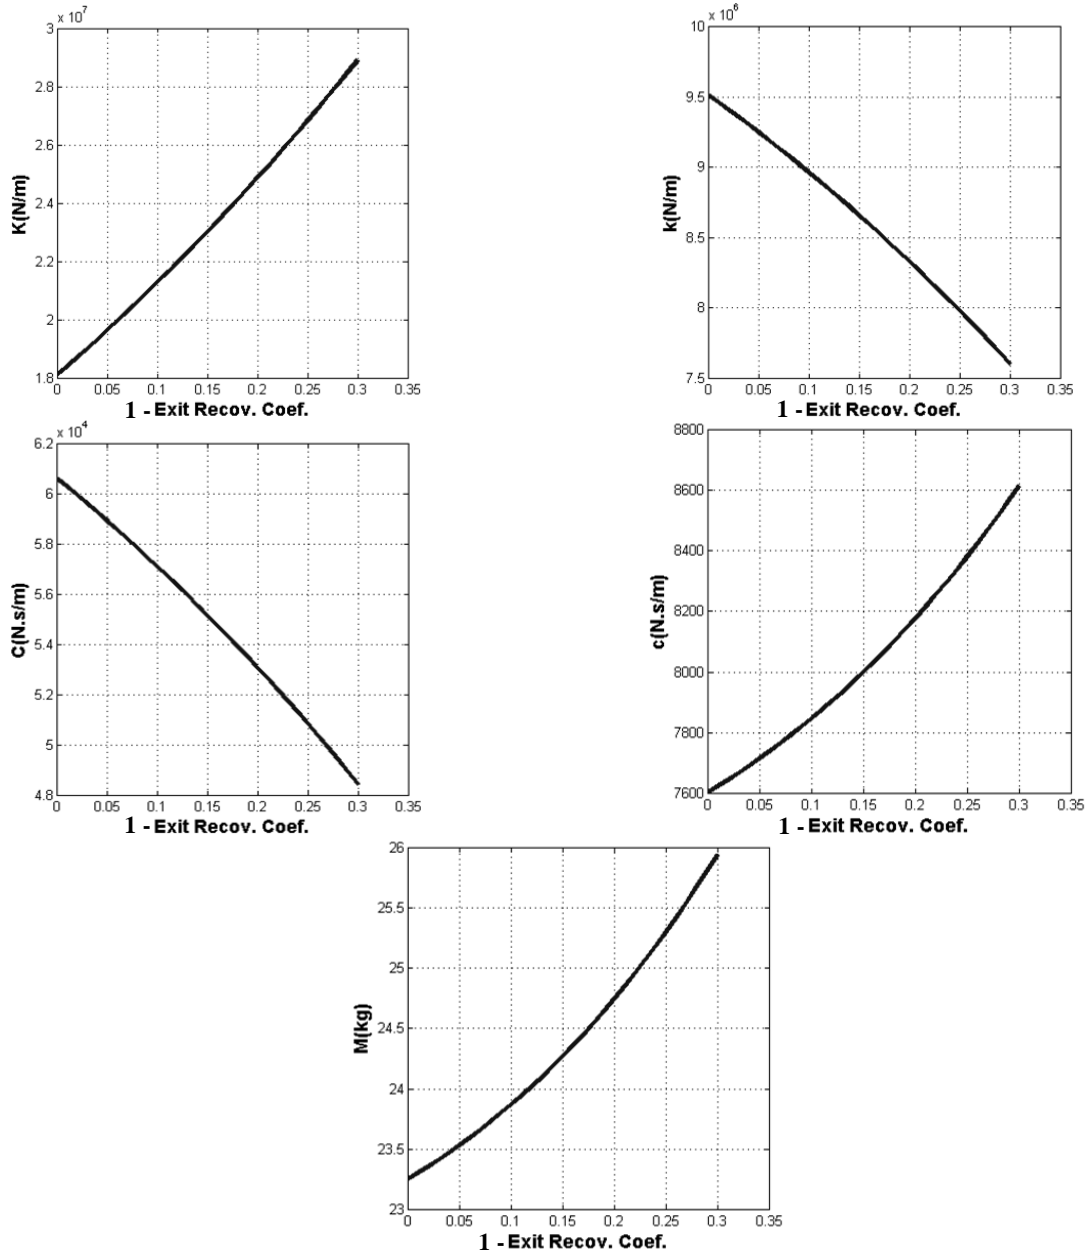 x 10^7
3
2.8
2.6
2.4
2.2
2
1.8
K(N/m)
0 0.05 0.1 0.15 0.2 0.25 0.3 0.35
1 - Exit Recov. Coef.
x 10^6
10
9.5
9
8.5
8
7.5
k(N/m)
0 0.05 0.1 0.15 0.2 0.25 0.3 0.35
1 - Exit Recov. Coef.
x 10^4
6.2
6
5.8
5.6
5.4
5.2
5
4.8
C(N.s/m)
0 0.05 0.1 0.15 0.2 0.25 0.3 0.35
1 - Exit Recov. Coef.
8800
8600
8400
8200
8000
7800
7600
c(N.s/m)
0 0.05 0.1 0.15 0.2 0.25 0.3 0.35
1 - Exit Recov. Coef.
26
25.5
25
24.5
24
23.5
23
M(kg)
0 0.05 0.1 0.15 0.2 0.25 0.3 0.35
1 - Exit Recov. Coef.